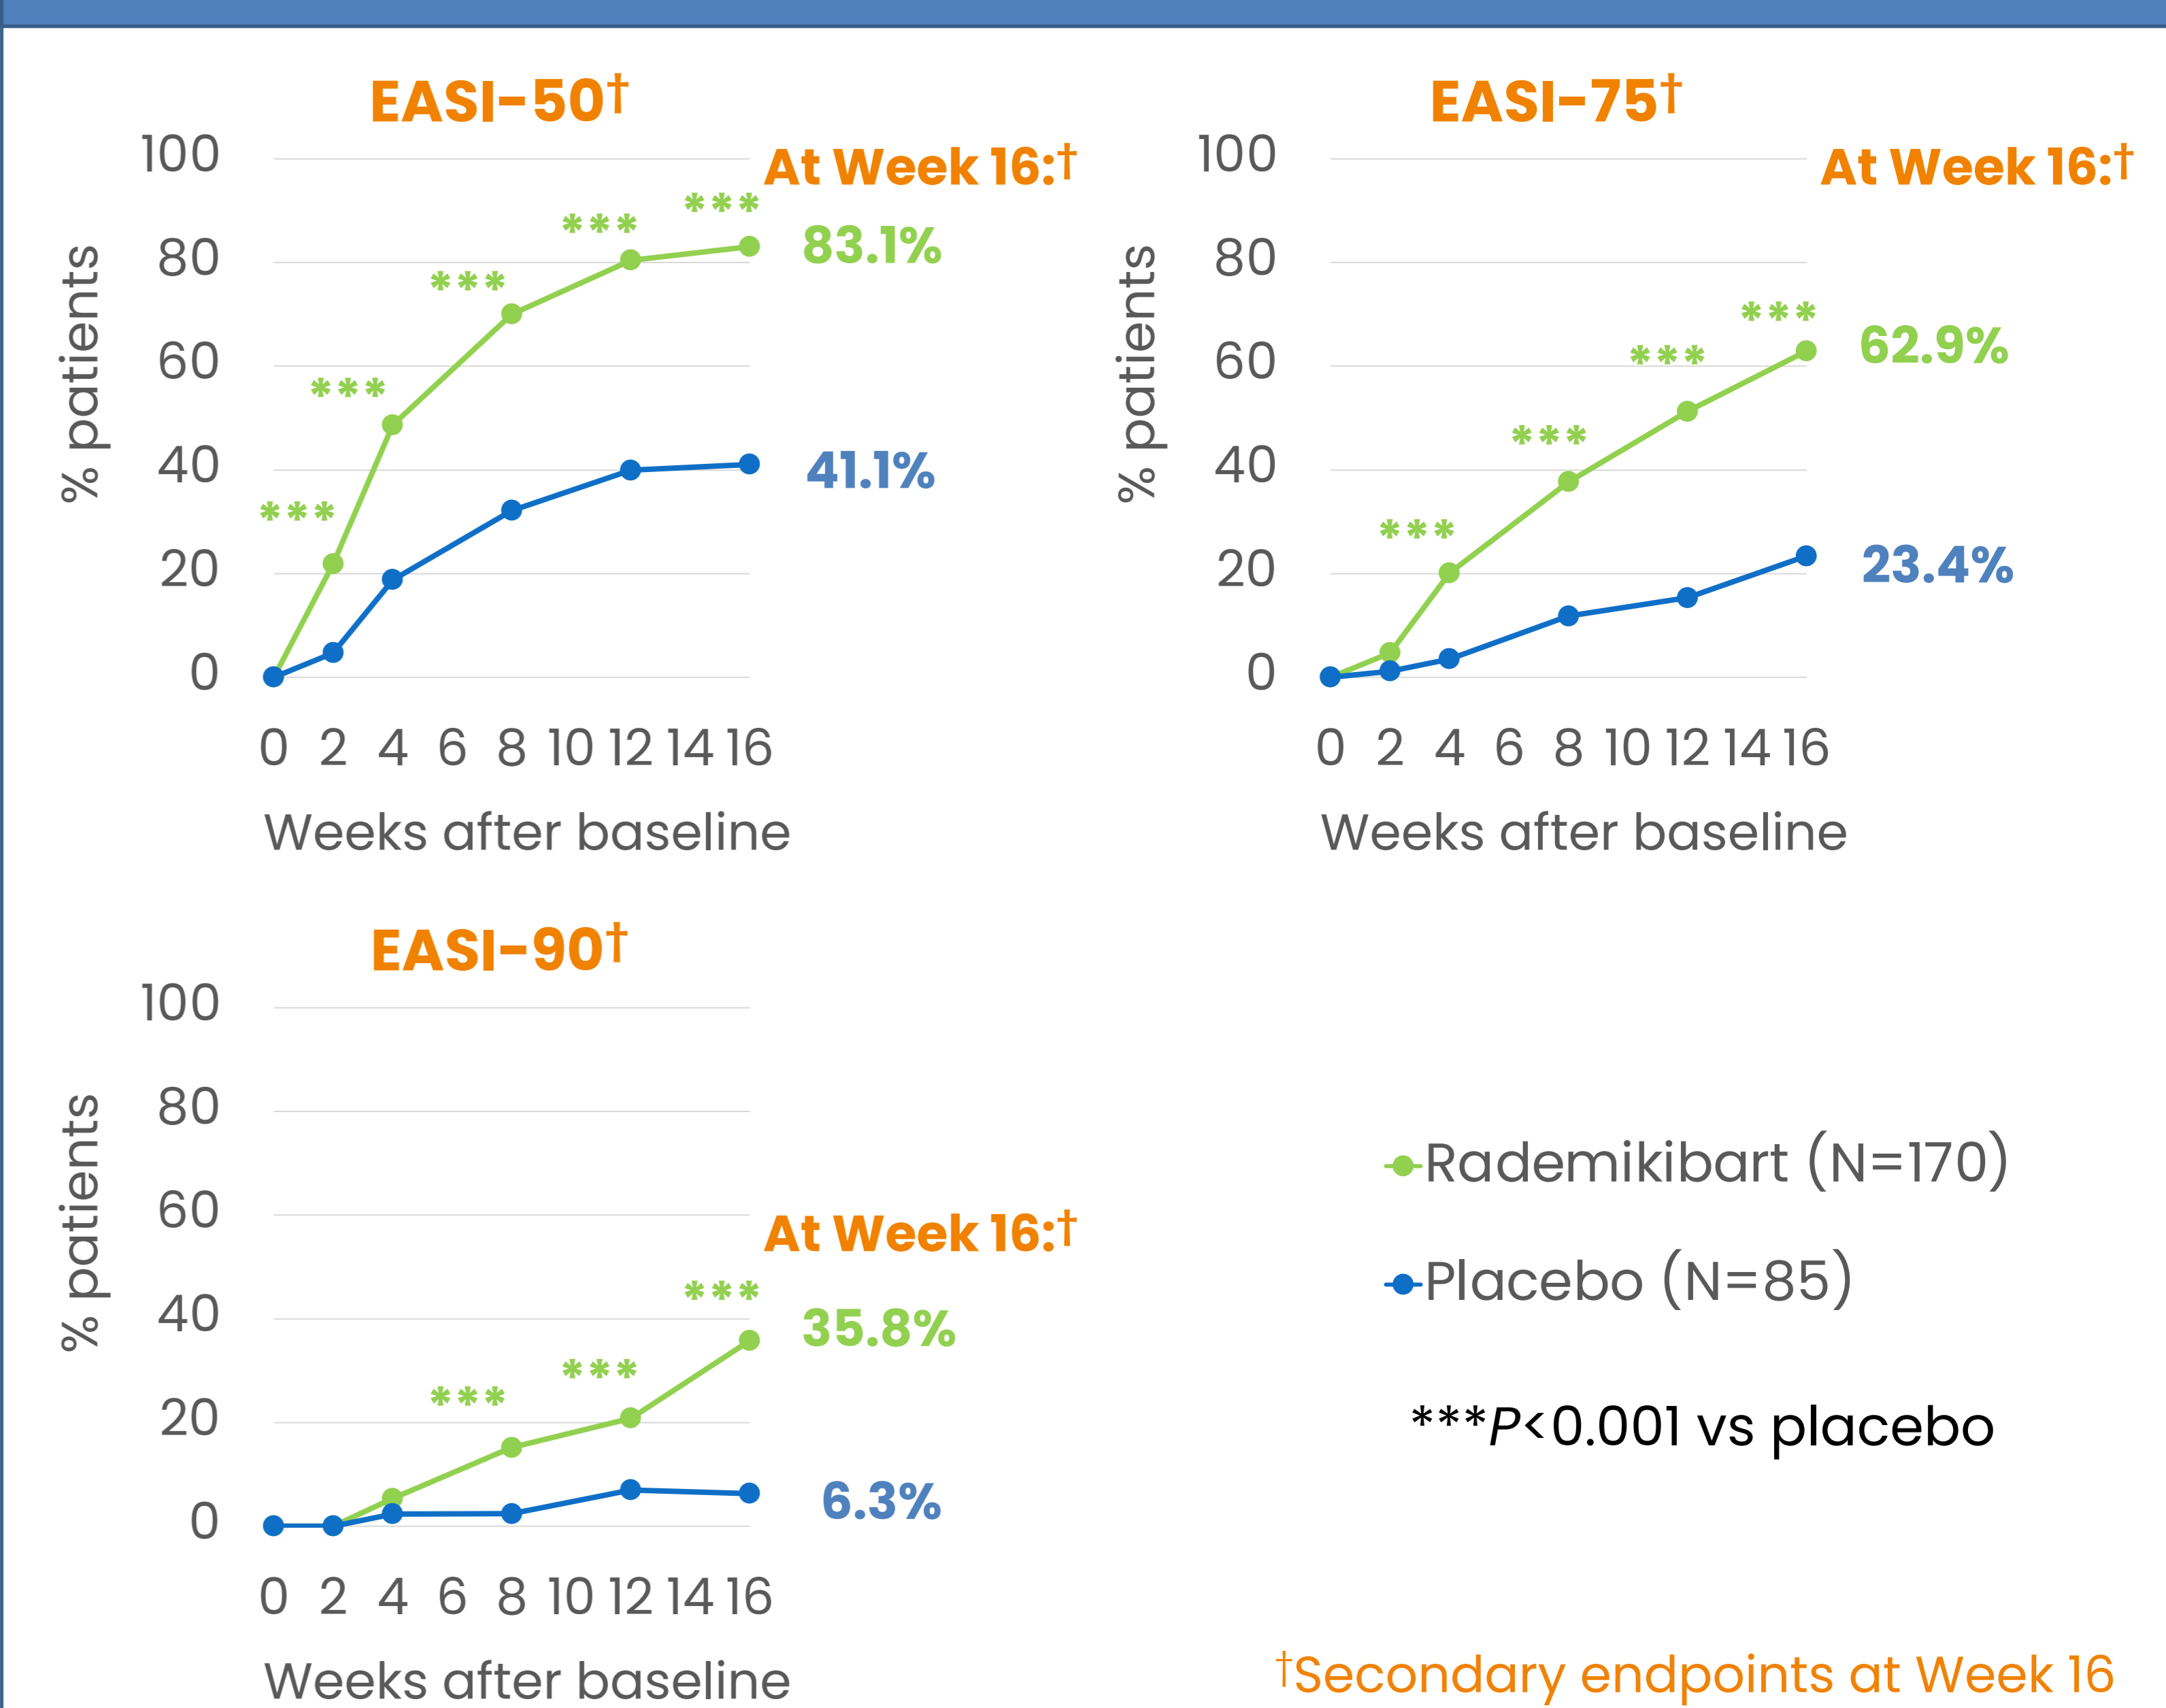 EASI-50†
100
At Week 16:†
***
***
83.1%
80
***
% patients
60
***
40
41.1%
***
20
0
0 2 4 6 8 10 12 14 16
Weeks after baseline
EASI-75†
100
At Week 16:†
80
***
62.9%
***
% patients
60
***
40
***
20
23.4%
0
0 2 4 6 8 10 12 14 16
Weeks after baseline
EASI-90†
100
80
% patients
60
At Week 16:†
***
40
35.8%
***
***
20
6.3%
0
0 2 4 6 8 10 12 14 16
Weeks after baseline
Rademikibart (N=170)
Placebo (N=85)
***P<0.001 vs placebo
†Secondary endpoints at Week 16